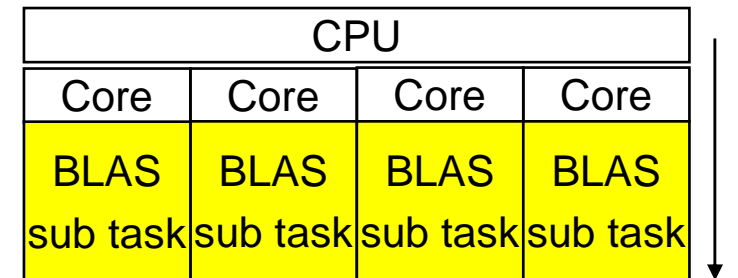 CPU
Core Core Core Core
BLAS BLAS BLAS BLAS
sub task sub task sub task sub task